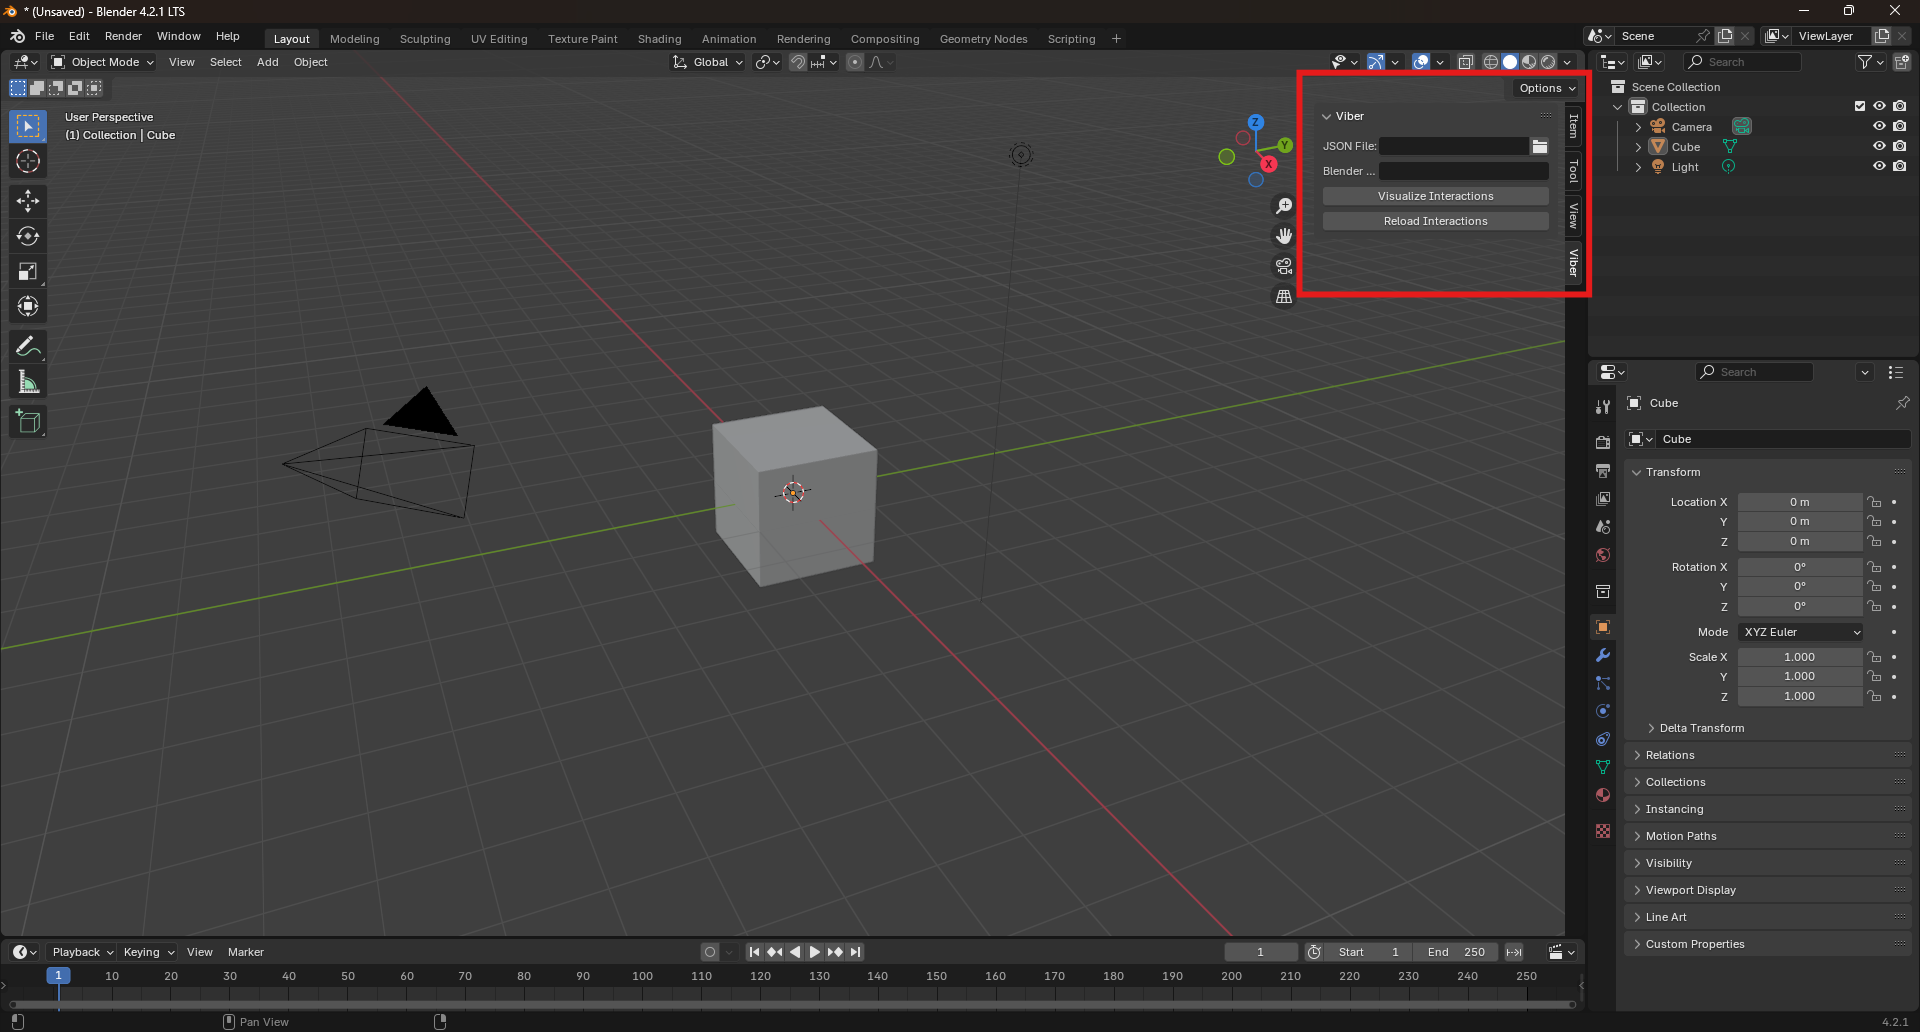 * (Unsaved) - Blender 4.2.1 LTS
File Edit Render Window Help Layout Modeling Sculpting UV Editing Texture Paint Shading Animation Rendering Compositing Geometry Nodes Scripting + Scene ViewLayer
Object Mode View Select Add Object Global Search
Options
User Perspective
(1) Collection | Cube
Z
Y
X
Viber
JSON File:
Blender ...
Visualize Interactions
Reload Interactions
Item
Tool
View
Viber
Scene Collection
Collection
Camera
Cube
Light
Search
Cube
Cube
Transform
Location X 0 m
Y 0 m
Z 0 m
Rotation X 0°
Y 0°
Z 0°
Mode XYZ Euler
Scale X 1.000
Y 1.000
Z 1.000
Delta Transform
Relations
Collections
Instancing
Motion Paths
Visibility
Viewport Display
Line Art
Custom Properties
Playback Keying View Marker 1 Start 1 End 250
1 10 20 30 40 50 60 70 80 90 100 110 120 130 140 150 160 170 180 190 200 210 220 230 240 250
Pan View 4.2.1